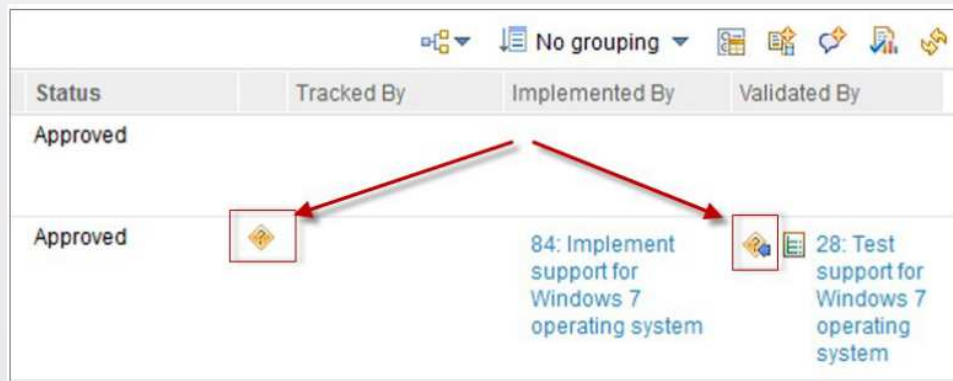 No grouping
Status Tracked By Implemented By Validated By
Approved
Approved
84: Implement
support for
Windows 7
operating system
28: Test
support for
Windows 7
operating
system